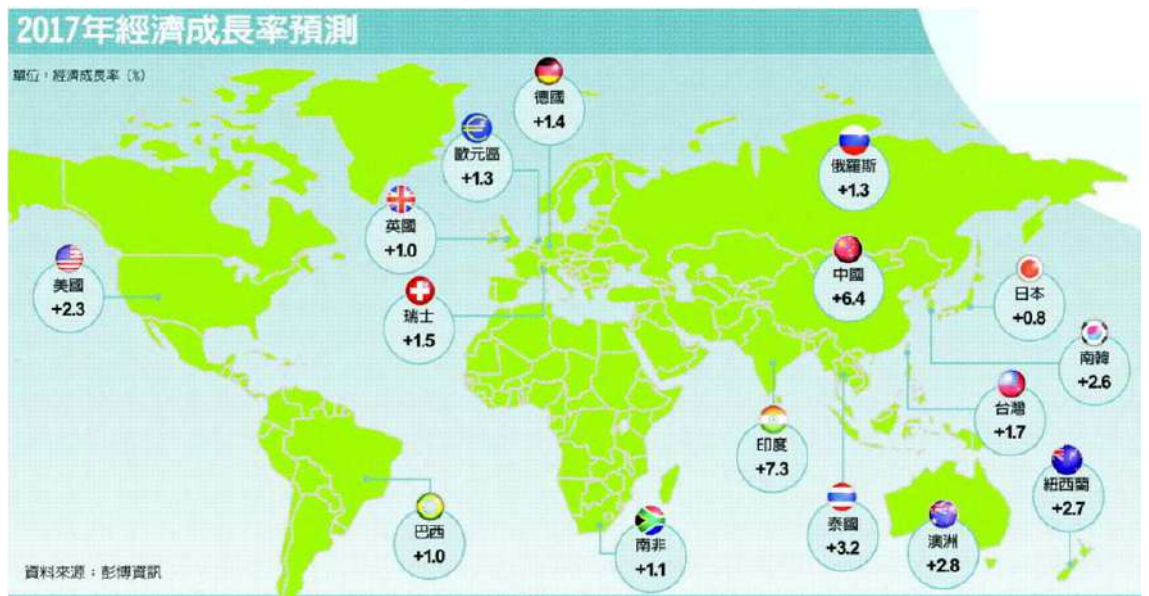 2017年經濟成長率預測
單位：經濟成長率（%）
德國
+1.4
歐元區
+1.3
俄羅斯
+1.3
英國
+1.0
中國
+6.4
美國
+2.3
瑞士
+1.5
日本
+0.8
南韓
+2.6
台灣
+1.7
印度
+7.3
紐西蘭
+2.7
巴西
+1.0
南非
+1.1
泰國
+3.2
澳洲
+2.8
資料來源：彭博資訊